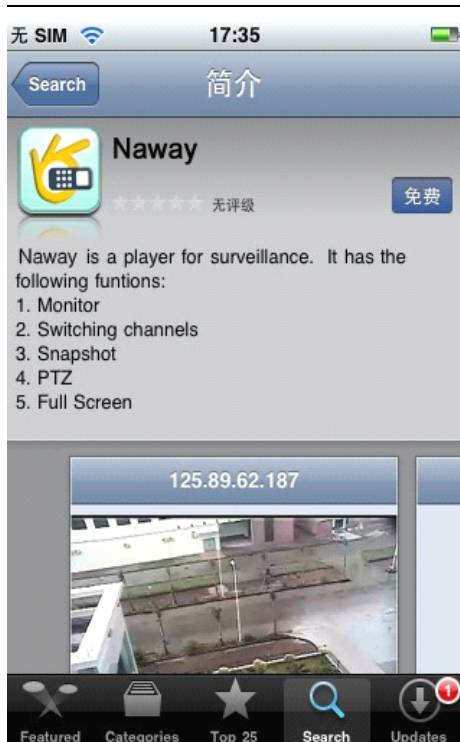 无 SIM 17:35
Search 简介
Naway
无评级 免费
Naway is a player for surveillance. It has the
following funtions:
1. Monitor
2. Switching channels
3. Snapshot
4. PTZ
5. Full Screen
125.89.62.187
1
Featured Categories Top 25 Search Updates